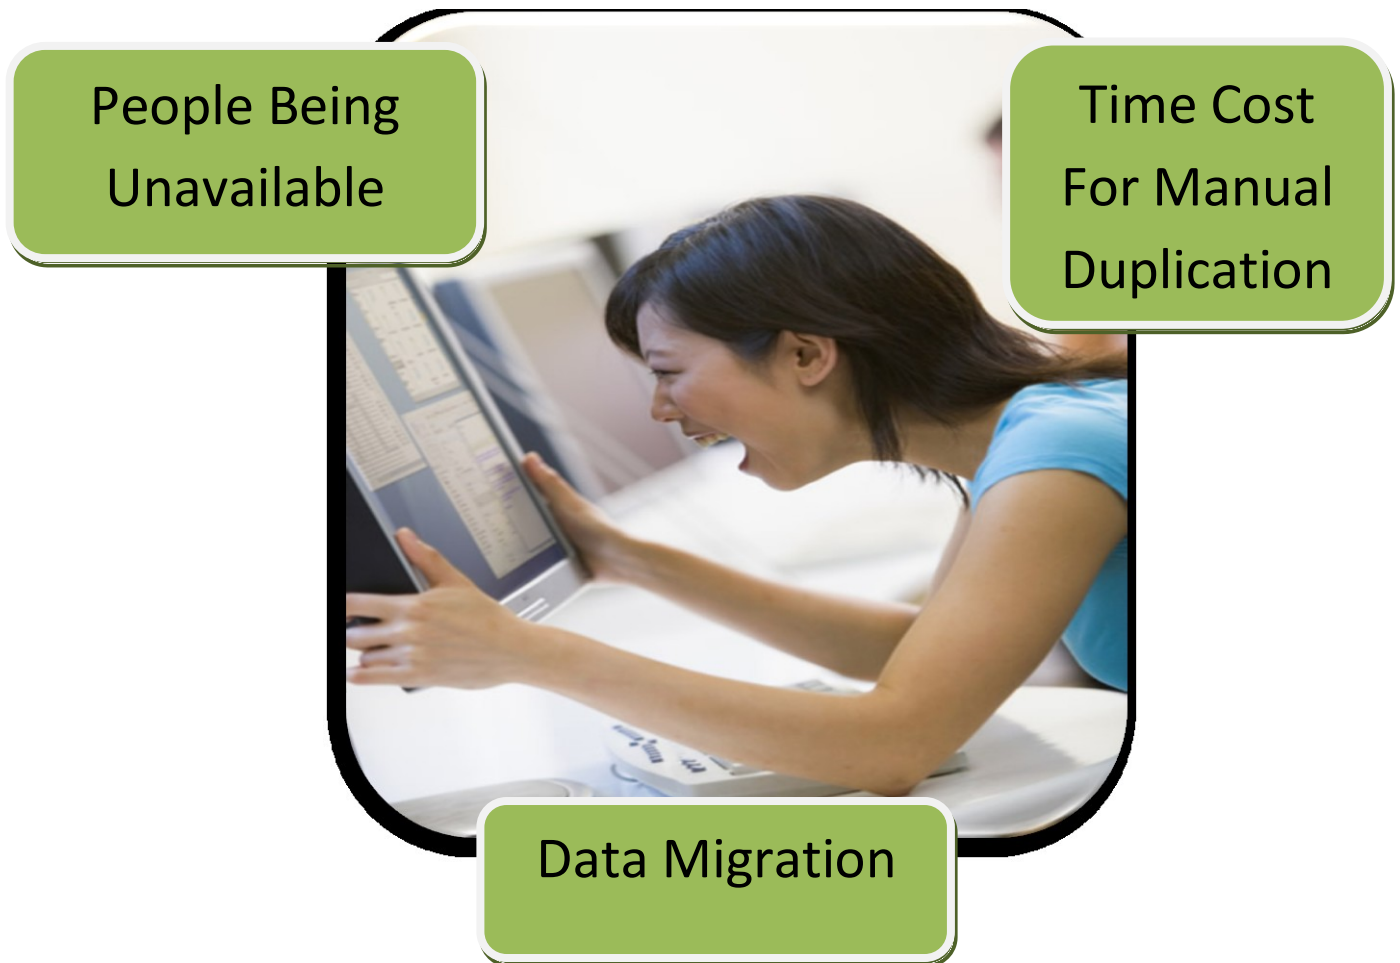 People Being
Unavailable
Time Cost
For Manual
Duplication
Data Migration